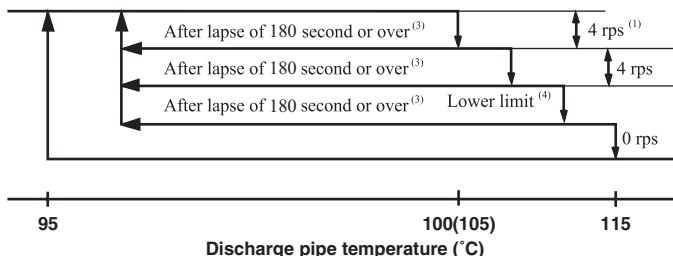 After lapse of 180 second or over(3)
4 rps (1)
After lapse of 180 second or over(3)
4 rps
After lapse of 180 second or over(3)
Lower limit (4)
0 rps
95
100(105)
115
Discharge pipe temperature (˚C)